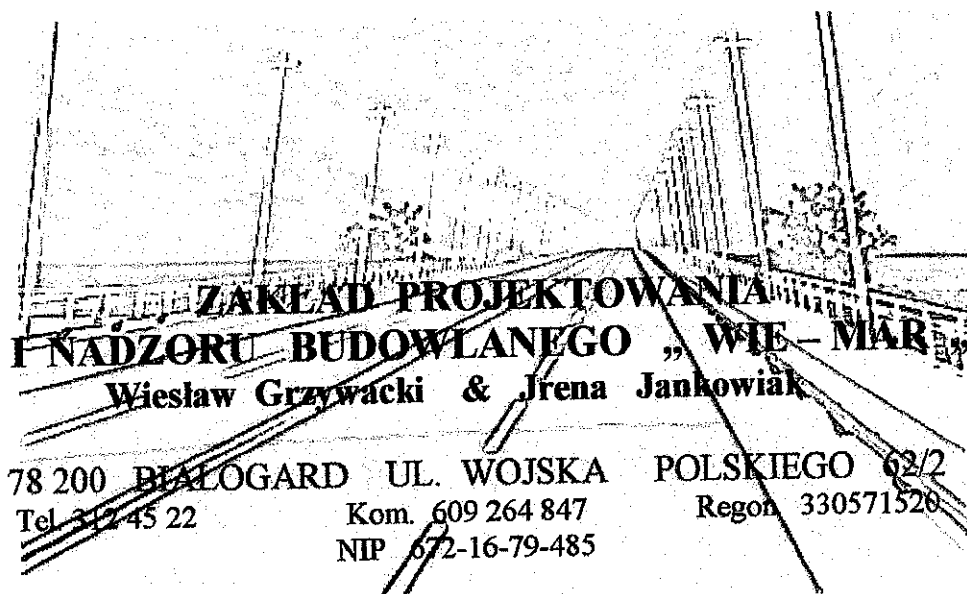 ZAKŁAD PROJEKTOWANIA
I NADZORU BUDOWLANEGO „ WIE – MAR „
Wiesław Grzywacki & Jrena Jankowiak
78 200 BIAŁOGARD UL. WOJSKA POLSKIEGO 62/2
Tel. 312 45 22 Kom. 609 264 847 Regon 330571520
NIP 672-16-79-485